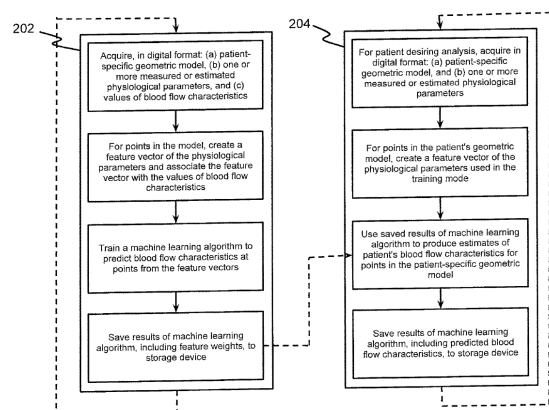 202
Acquire, in digital format: (a) patient-
specific geometric model, (b) one or
more measured or estimated
physiological parameters, and (c)
values of blood flow characteristics
For points in the model, create a
feature vector of the physiological
parameters and associate the feature
vector with the values of blood flow
characteristics
Train a machine learning algorithm to
predict blood flow characteristics at
points from the feature vectors
Save results of machine learning
algorithm, including feature weights, to
storage device
204
For patient desiring analysis, acquire in
digital format: (a) patient-specific
geometric model, and (b) one or more
measured or estimated physiological
parameters
For points in the patient's geometric
model, create a feature vector of the
physiological parameters used in the
training mode
Use saved results of machine learning
algorithm to produce estimates of
patient's blood flow characteristics for
points in the patient-specific geometric
model
Save results of machine learning
algorithm, including predicted blood
flow characteristics, to storage device